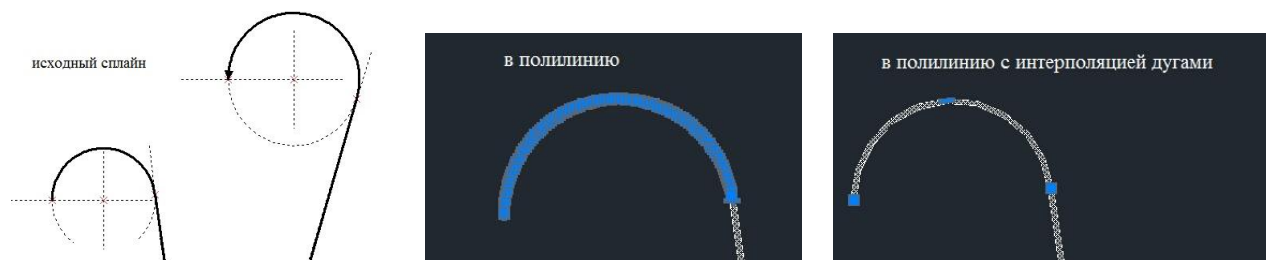 исходный сплайн
в полилинию
в полилинию с интерполяцией дугами